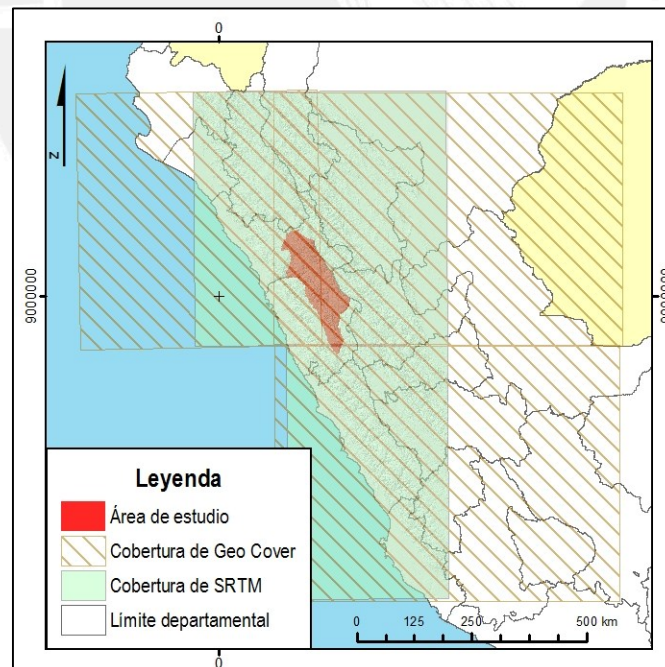 0
N
9000000
9000000
Leyenda
Área de estudio
Cobertura de Geo Cover
Cobertura de SRTM
Límite departamental
0 125 250 500 km
0